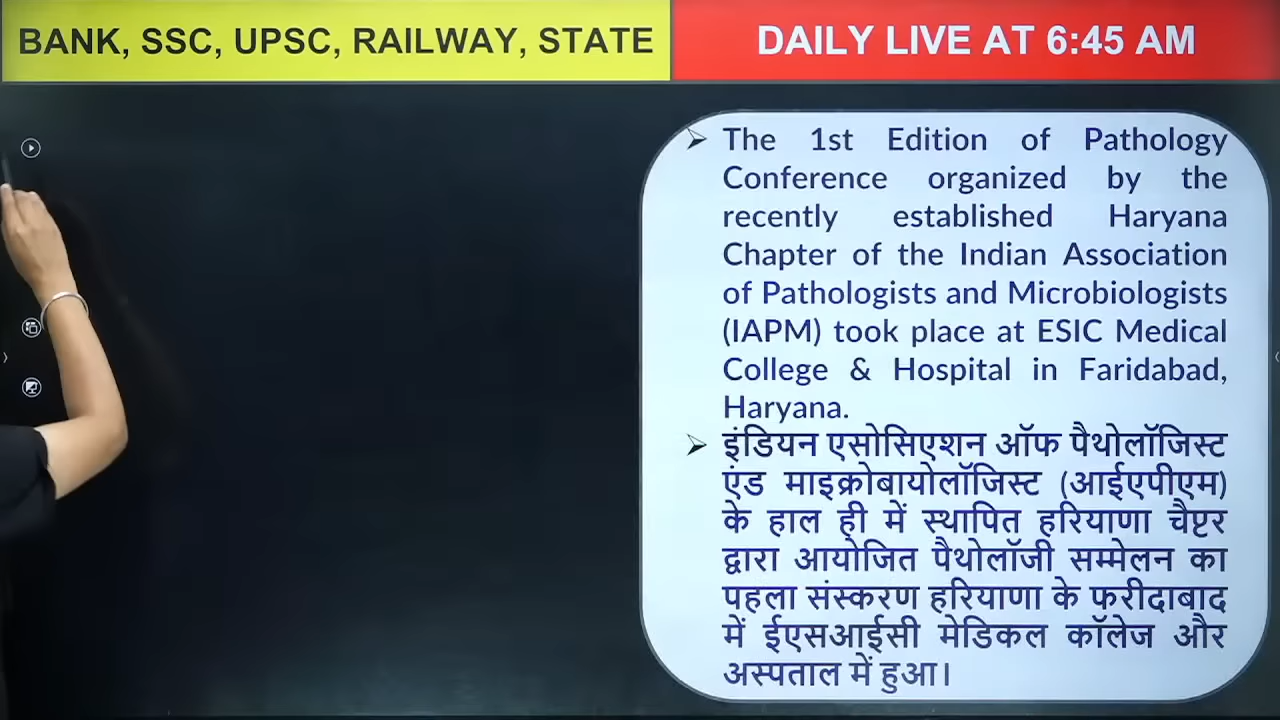 BANK, SSC, UPSC, RAILWAY, STATE
DAILY LIVE AT 6:45 AM
The 1st Edition of Pathology
Conference organized by the
recently established Haryana
Chapter of the Indian Association
of Pathologists and Microbiologists
(IAPM) took place at ESIC Medical
College & Hospital in Faridabad,
Haryana.
इंडियन एसोसिएशन ऑफ पैथोलॉजिस्ट
एंड माइक्रोबायोलॉजिस्ट (आईएपीएम)
के हाल ही में स्थापित हरियाणा चैप्टर
द्वारा आयोजित पैथोलॉजी सम्मेलन का
पहला संस्करण हरियाणा के फरीदाबाद
में ईएसआईसी मेडिकल कॉलेज और
अस्पताल में हुआ।